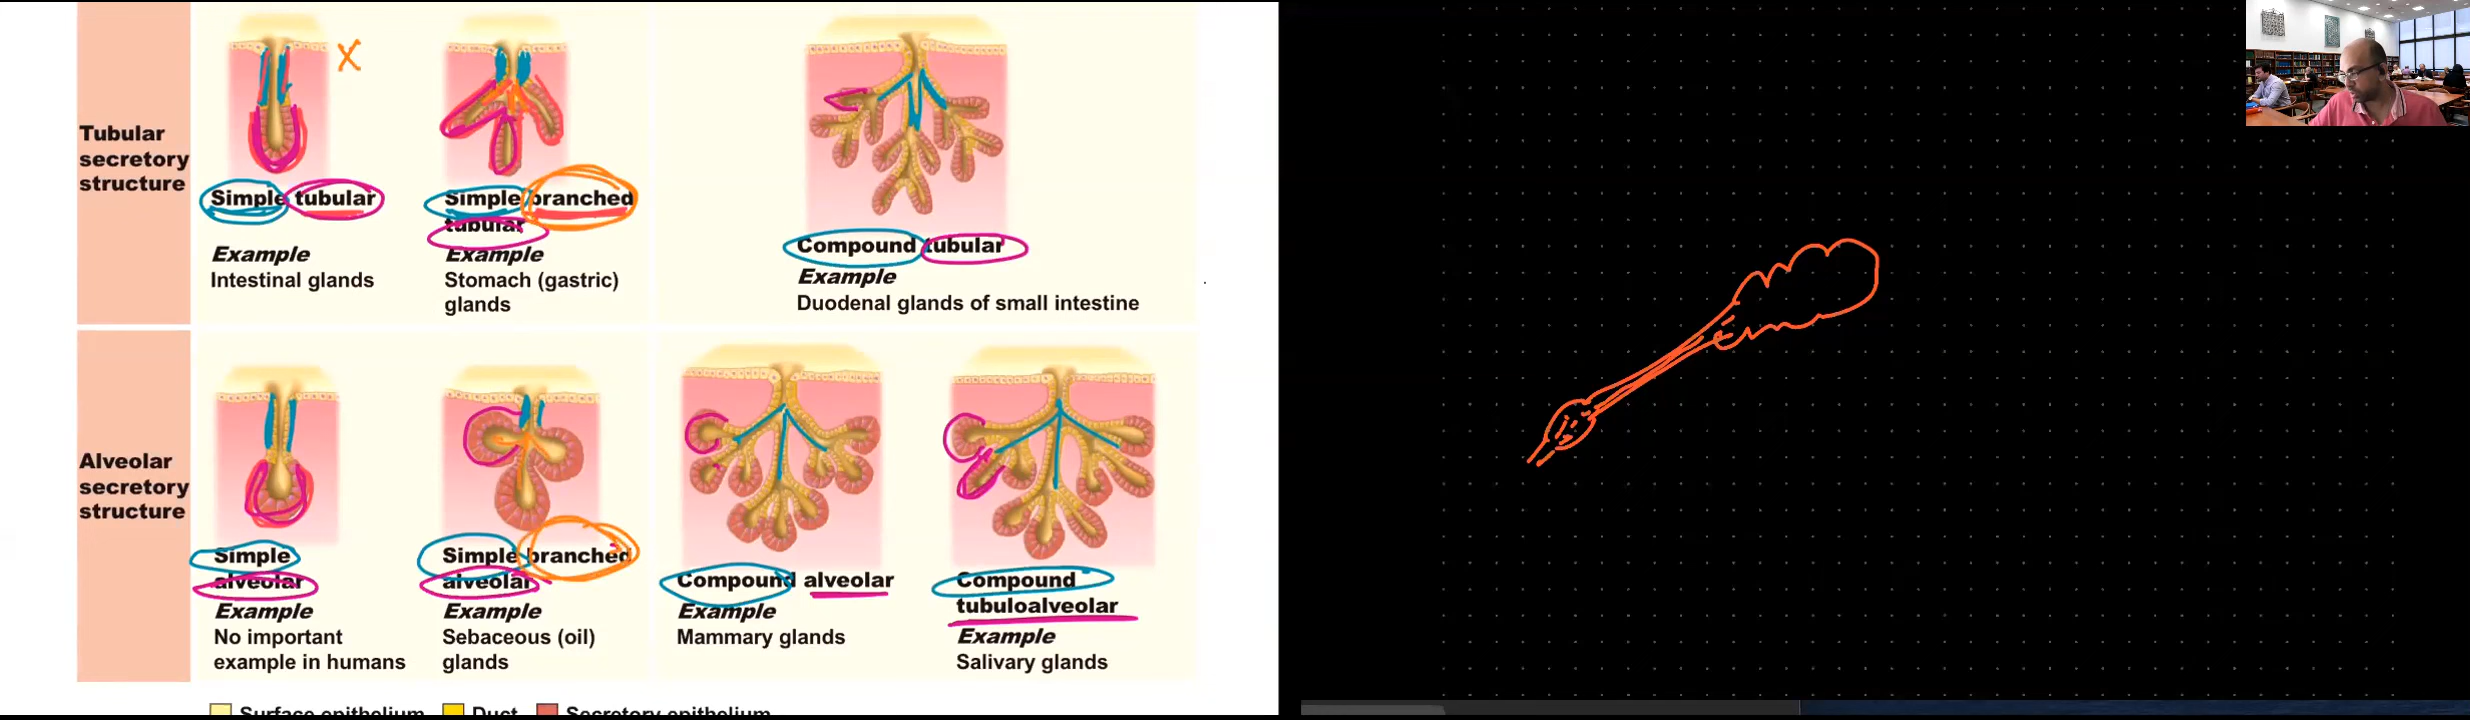 Tubular
secretory
structure
X
Simple tubular
Example
Intestinal glands
Simple branched
tubular
Example
Stomach (gastric)
glands
Compound tubular
Example
Duodenal glands of small intestine
Alveolar
secretory
structure
Simple
alveolar
Example
No important
example in humans
Simple branched
alveolar
Example
Sebaceous (oil)
glands
Compound alveolar
Example
Mammary glands
Compound
tubuloalveolar
Example
Salivary glands
Surface epithelium
Duct
Secretory epithelium